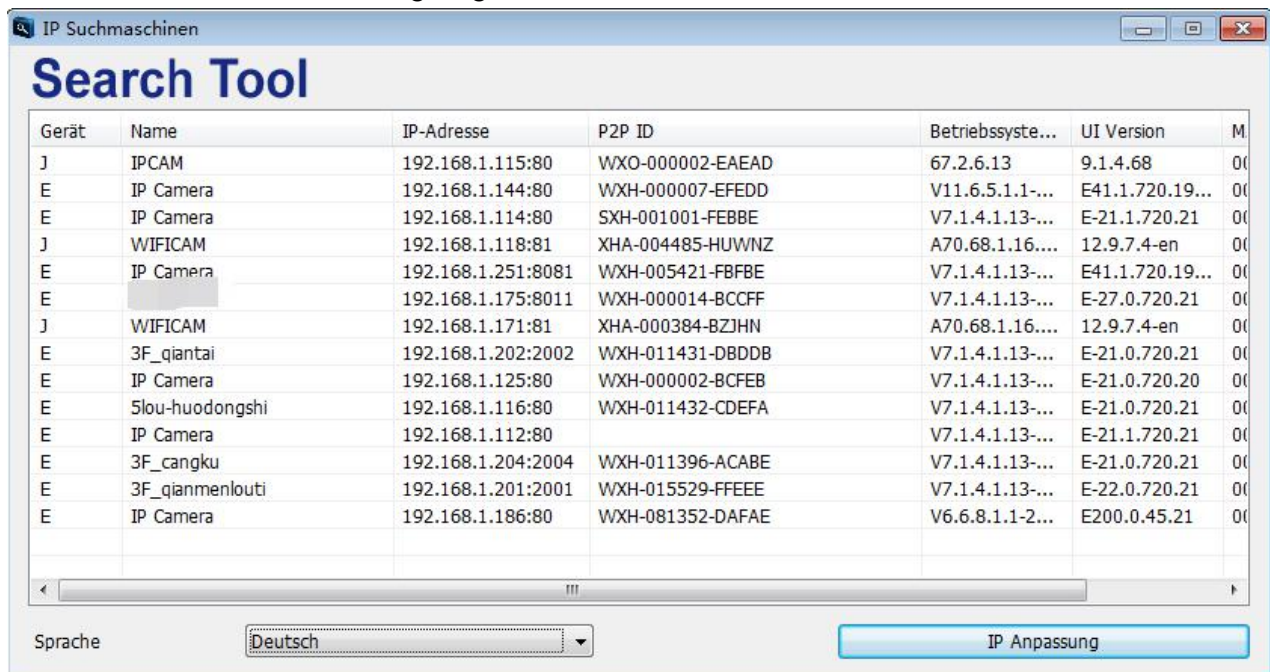 IP Suchmaschinen
Search Tool
Gerät Name IP-Adresse P2P ID Betriebssyste... UI Version M
J IPCAM 192.168.1.115:80 WXO-000002-EAEAD 67.2.6.13 9.1.4.68 00
E IP Camera 192.168.1.144:80 WXH-000007-EFEDD V11.6.5.1.1-... E41.1.720.19... 00
E IP Camera 192.168.1.114:80 SXH-001001-FEBBE V7.1.4.1.13-... E-21.1.720.21 00
J WIFICAM 192.168.1.118:81 XHA-004485-HUWNZ A70.68.1.16.... 12.9.7.4-en 00
E IP Camera 192.168.1.251:8081 WXH-005421-FBFBE V7.1.4.1.13-... E41.1.720.19... 00
E 192.168.1.175:8011 WXH-000014-BCCFF V7.1.4.1.13-... E-27.0.720.21 00
J WIFICAM 192.168.1.171:81 XHA-000384-BZJHN A70.68.1.16.... 12.9.7.4-en 00
E 3F_qiantai 192.168.1.202:2002 WXH-011431-DBDDB V7.1.4.1.13-... E-21.0.720.21 00
E IP Camera 192.168.1.125:80 WXH-000002-BCFEB V7.1.4.1.13-... E-21.0.720.20 00
E 5lou-huodongshi 192.168.1.116:80 WXH-011432-CDEFA V7.1.4.1.13-... E-21.0.720.21 00
E IP Camera 192.168.1.112:80 V7.1.4.1.13-... E-21.1.720.21 00
E 3F_cangku 192.168.1.204:2004 WXH-011396-ACABE V7.1.4.1.13-... E-21.0.720.21 00
E 3F_qianmenlouti 192.168.1.201:2001 WXH-015529-FFEEE V7.1.4.1.13-... E-22.0.720.21 00
E IP Camera 192.168.1.186:80 WXH-081352-DAFAE V6.6.8.1.1-2... E200.0.45.21 00
Sprache Deutsch IP Anpassung